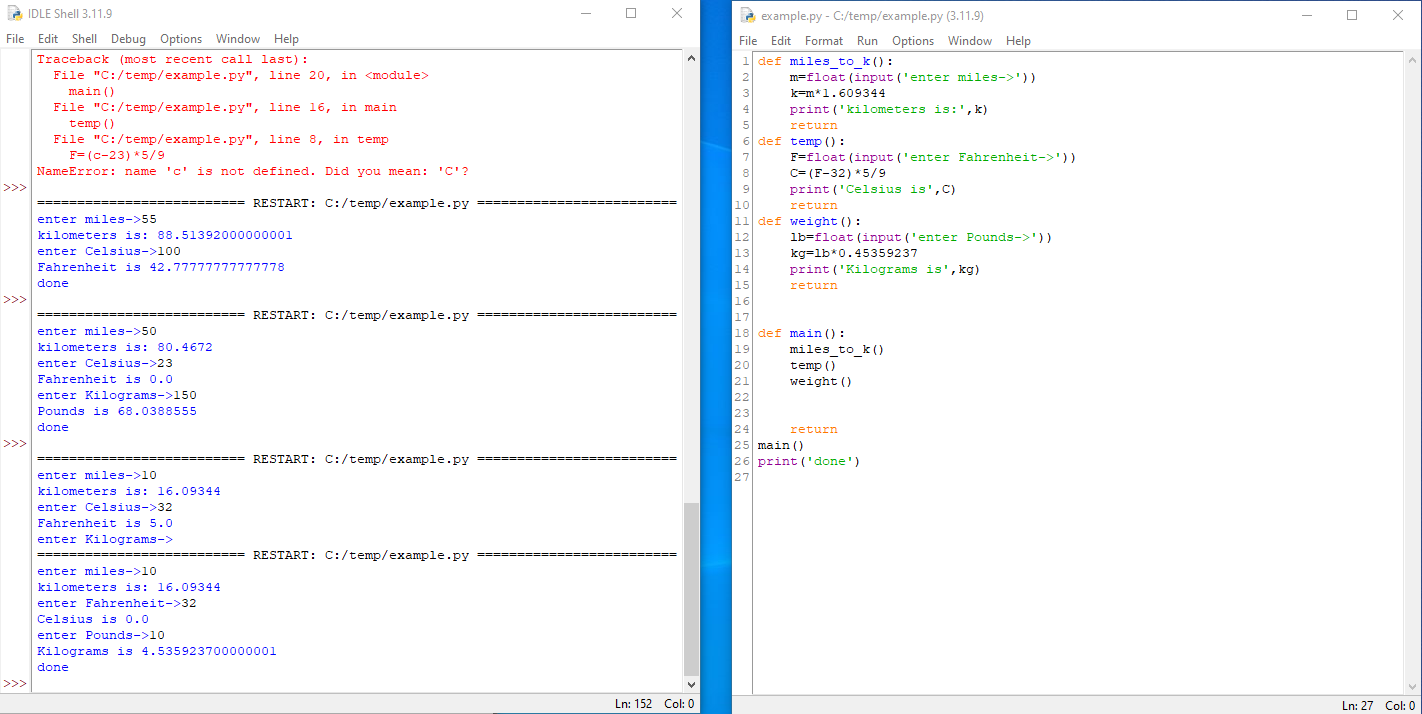 IDLE Shell 3.11.9
File Edit Shell Debug Options Window Help
Traceback (most recent call last):
  File "C:/temp/example.py", line 20, in <module>
    main()
  File "C:/temp/example.py", line 16, in main
    temp()
  File "C:/temp/example.py", line 8, in temp
    F=(c-23)*5/9
NameError: name 'c' is not defined. Did you mean: 'C'?
>>>
========================== RESTART: C:/temp/example.py =========================
enter miles->55
kilometers is: 88.51392000000001
enter Celsius->100
Fahrenheit is 42.77777777777778
done
>>>
========================== RESTART: C:/temp/example.py =========================
enter miles->50
kilometers is: 80.4672
enter Celsius->23
Fahrenheit is 0.0
enter Kilograms->150
Pounds is 68.0388555
done
>>>
========================== RESTART: C:/temp/example.py =========================
enter miles->10
kilometers is: 16.09344
enter Celsius->32
Fahrenheit is 5.0
enter Kilograms->
========================== RESTART: C:/temp/example.py =========================
enter miles->10
kilometers is: 16.09344
enter Fahrenheit->32
Celsius is 0.0
enter Pounds->10
Kilograms is 4.535923700000001
done
>>>
Ln: 152 Col: 0
example.py - C:/temp/example.py (3.11.9)
File Edit Format Run Options Window Help
1 def miles_to_k():
2     m=float(input('enter miles->'))
3     k=m*1.609344
4     print('kilometers is:',k)
5     return
6 def temp():
7     F=float(input('enter Fahrenheit->'))
8     C=(F-32)*5/9
9     print('Celsius is',C)
10     return
11 def weight():
12     lb=float(input('enter Pounds->'))
13     kg=lb*0.45359237
14     print('Kilograms is',kg)
15     return
16
17
18 def main():
19     miles_to_k()
20     temp()
21     weight()
22
23
24     return
25 main()
26 print('done')
27
Ln: 27 Col: 0